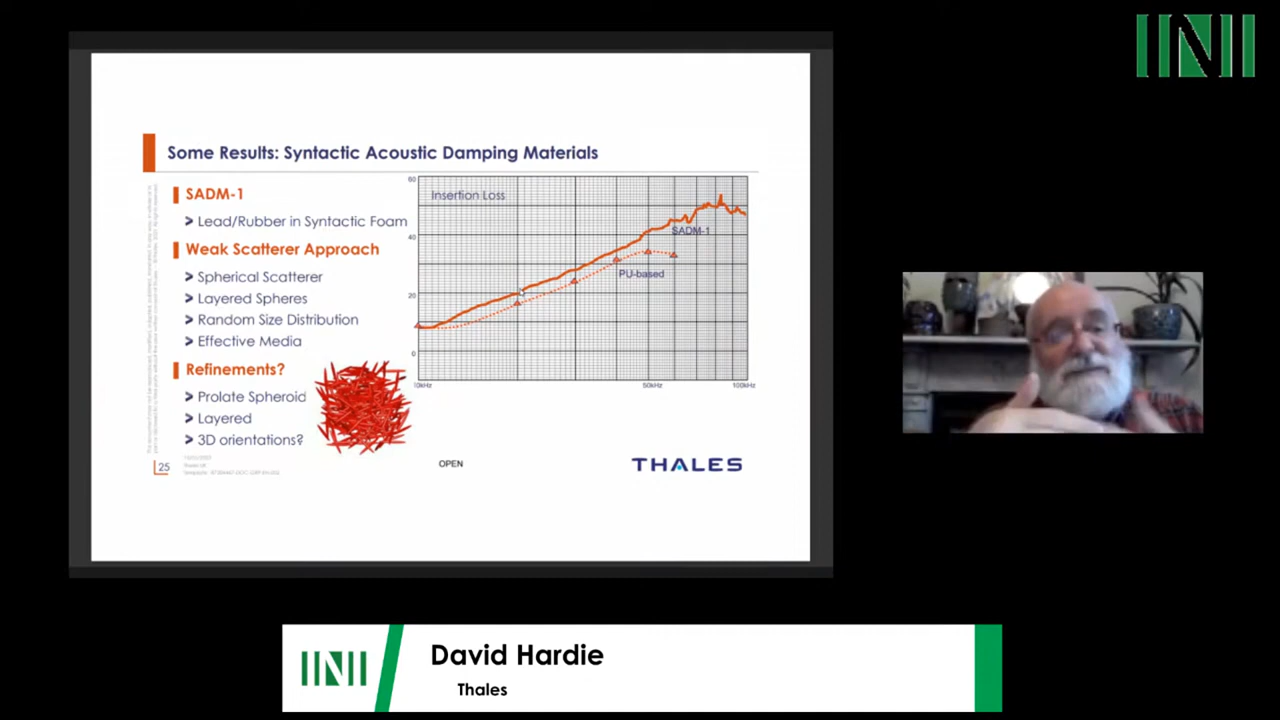 INI
Some Results: Syntactic Acoustic Damping Materials
SADM-1
Lead/Rubber in Syntactic Foam
Weak Scatterer Approach
Spherical Scatterer
Layered Spheres
Random Size Distribution
Effective Media
Refinements?
Prolate Spheroid
Layered
3D orientations?
60
Insertion Loss
40
SADM-1
PU-based
20
0
10kHz
50kHz
100kHz
25
OPEN
THALES
INI
David Hardie
Thales